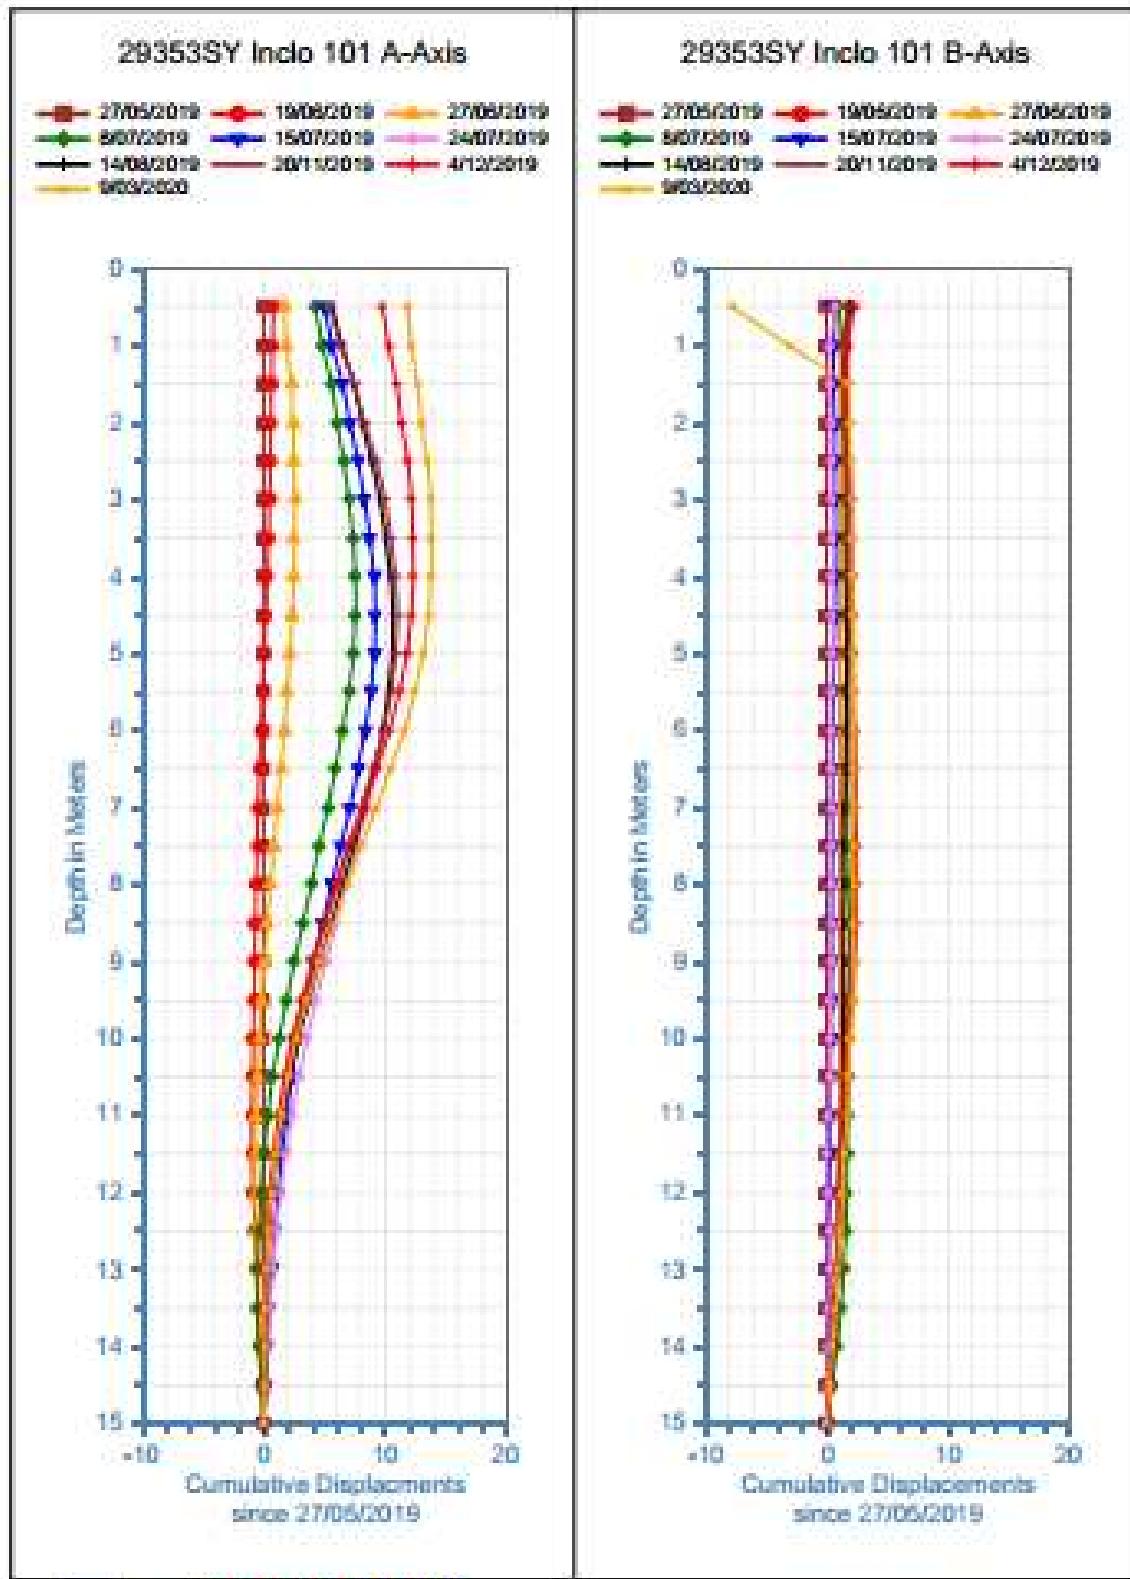 29353SY Inclo 101 A-Axis
27/05/2019 19/06/2019 27/06/2019
8/07/2019 15/07/2019 24/07/2019
14/08/2019 20/11/2019 4/12/2019
9/03/2020
0
1
2
3
4
5
6
7
8
9
10
11
12
13
14
15
Depth in Meters
-10 0 10 20
Cumulative Displacments
since 27/05/2019
29353SY Inclo 101 B-Axis
27/05/2019 19/06/2019 27/06/2019
8/07/2019 15/07/2019 24/07/2019
14/08/2019 20/11/2019 4/12/2019
9/03/2020
0
1
2
3
4
5
6
7
8
9
10
11
12
13
14
15
Depth in Meters
-10 0 10 20
Cumulative Displacements
since 27/05/2019